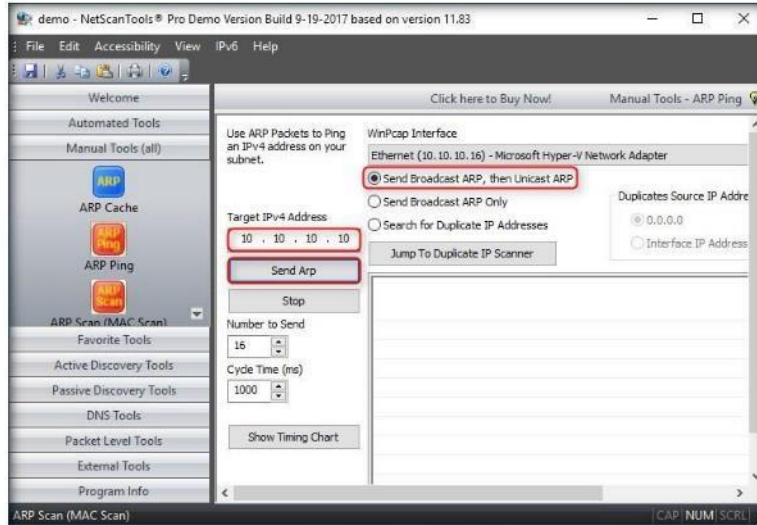 demo - NetScanTools® Pro Demo Version Build 9-19-2017 based on version 11.83
File Edit Accessibility View IPv6 Help
Welcome
Automated Tools
Manual Tools (all)
ARP
ARP Cache
ARP Ping
ARP Ping
ARP Scan
ARP Scan (MAC Scan)
Favorite Tools
Active Discovery Tools
Passive Discovery Tools
DNS Tools
Packet Level Tools
External Tools
Program Info
Click here to Buy Now! Manual Tools - ARP Ping
Use ARP Packets to Ping
an IPv4 address on your
subnet.
Target IPv4 Address
10 . 10 . 10 . 10
Send Arp
Stop
Number to Send
16
Cycle Time (ms)
1000
Show Timing Chart
WinPcap Interface
Ethernet (10.10.10.16) - Microsoft Hyper-V Network Adapter
Send Broadcast ARP, then Unicast ARP
Send Broadcast ARP Only
Search for Duplicate IP Addresses
Jump To Duplicate IP Scanner
Duplicates Source IP Addre
0.0.0.0
Interface IP Address
ARP Scan (MAC Scan) CAP NUM SCRL